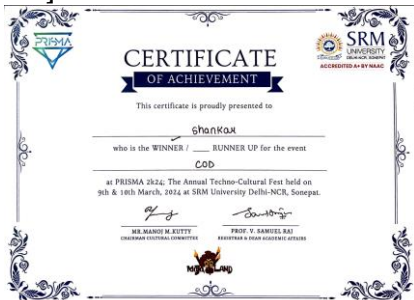 PRISMA
SRM
UNIVERSITY
DELHI-NCR, SONEPAT
ACCREDITED A+ BY NAAC
CERTIFICATE
OF ACHIEVEMENT
This certificate is proudly presented to
Shankar
who is the WINNER / ____ RUNNER UP for the event
COD
at PRISMA 2k24; The Annual Techno-Cultural Fest held on
9th & 10th March, 2024 at SRM University Delhi-NCR, Sonepat.
MR. MANOJ M.KUTTY
CHAIRMAN CULTURAL COMMITTEE
PROF. V. SAMUEL RAJ
REGISTRAR & DEAN ACADEMIC AFFAIRS